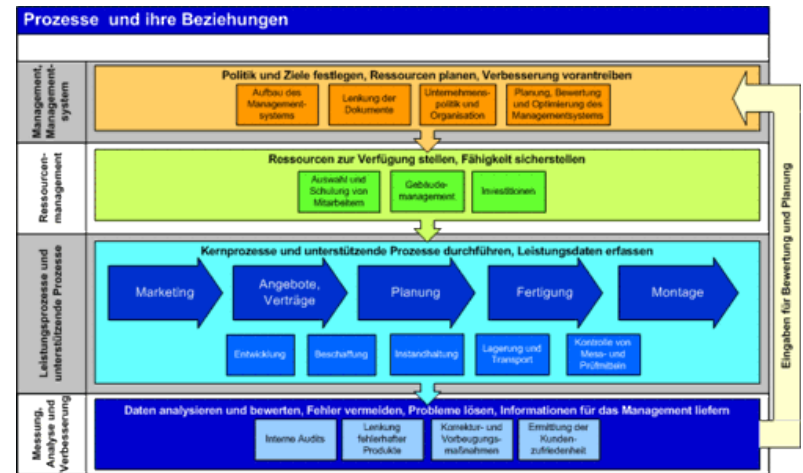 Prozesse und ihre Beziehungen
Management,
Management-
system
Politik und Ziele festlegen, Ressourcen planen, Verbesserung vorantreiben
Aufbau des
Management-
systems
Lenkung der
Dokumente
Unternehmens-
politik und
Organisation
Planung, Bewertung
und Optimierung des
Managementsystems
Ressourcen-
management
Ressourcen zur Verfügung stellen, Fähigkeit sicherstellen
Auswahl und
Schulung von
Mitarbeitern
Gebäude-
management
Investitionen
Leistungsprozesse und
unterstützende Prozesse
Kernprozesse und unterstützende Prozesse durchführen, Leistungsdaten erfassen
Marketing
Angebote,
Verträge
Planung
Fertigung
Montage
Entwicklung
Beschaffung
Instandhaltung
Lagerung und
Transport
Kontrolle von
Mess- und
Prüfmitteln
Messung,
Analyse und
Verbesserung
Daten analysieren und bewerten, Fehler vermeiden, Probleme lösen, Informationen für das Management liefern
Interne Audits
Lenkung
fehlerhafter
Produkte
Korrektur- und
Vorbeugungs-
maßnahmen
Ermittlung der
Kunden-
zufriedenheit
Eingaben für Bewertung und Planung